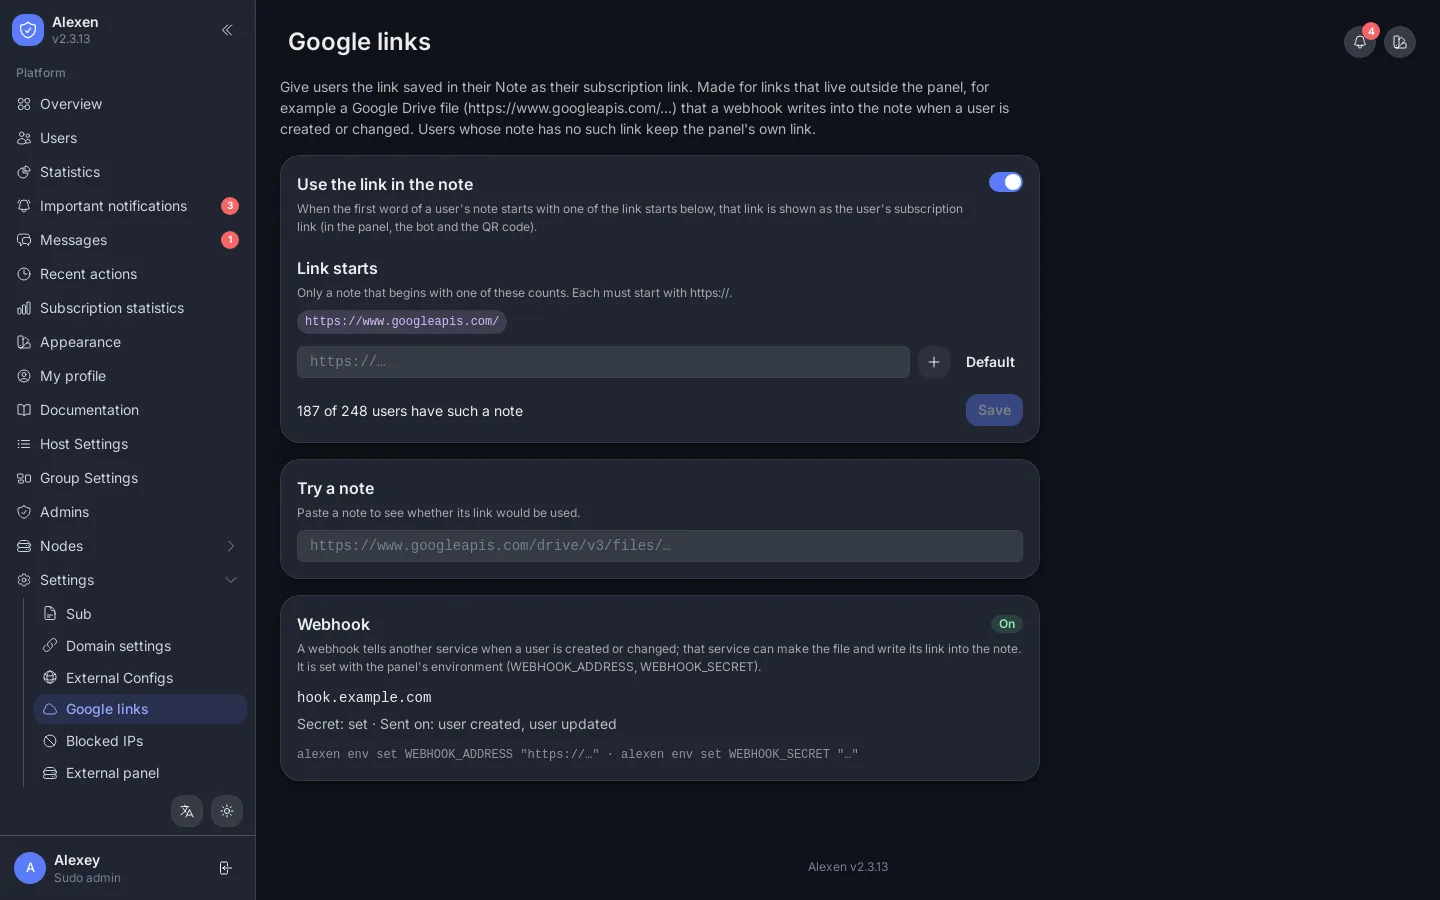 Alexen
v2.3.13
Platform
Overview
Users
Statistics
Important notifications
3
Messages
1
Recent actions
Subscription statistics
Appearance
My profile
Documentation
Host Settings
Group Settings
Admins
Nodes
Settings
Sub
Domain settings
External Configs
Google links
Blocked IPs
External panel
A
Alexey
Sudo admin
Google links
4
Give users the link saved in their Note as their subscription link. Made for links that live outside the panel, for
example a Google Drive file (https://www.googleapis.com/…) that a webhook writes into the note when a user is
created or changed. Users whose note has no such link keep the panel's own link.
Use the link in the note
When the first word of a user's note starts with one of the link starts below, that link is shown as the user's subscription
link (in the panel, the bot and the QR code).
Link starts
Only a note that begins with one of these counts. Each must start with https://.
https://www.googleapis.com/
https://…
Default
187 of 248 users have such a note
Save
Try a note
Paste a note to see whether its link would be used.
https://www.googleapis.com/drive/v3/files/…
Webhook
On
A webhook tells another service when a user is created or changed; that service can make the file and write its link into the note.
It is set with the panel's environment (WEBHOOK_ADDRESS, WEBHOOK_SECRET).
hook.example.com
Secret: set · Sent on: user created, user updated
alexen env set WEBHOOK_ADDRESS "https://…" · alexen env set WEBHOOK_SECRET "…"
Alexen v2.3.13